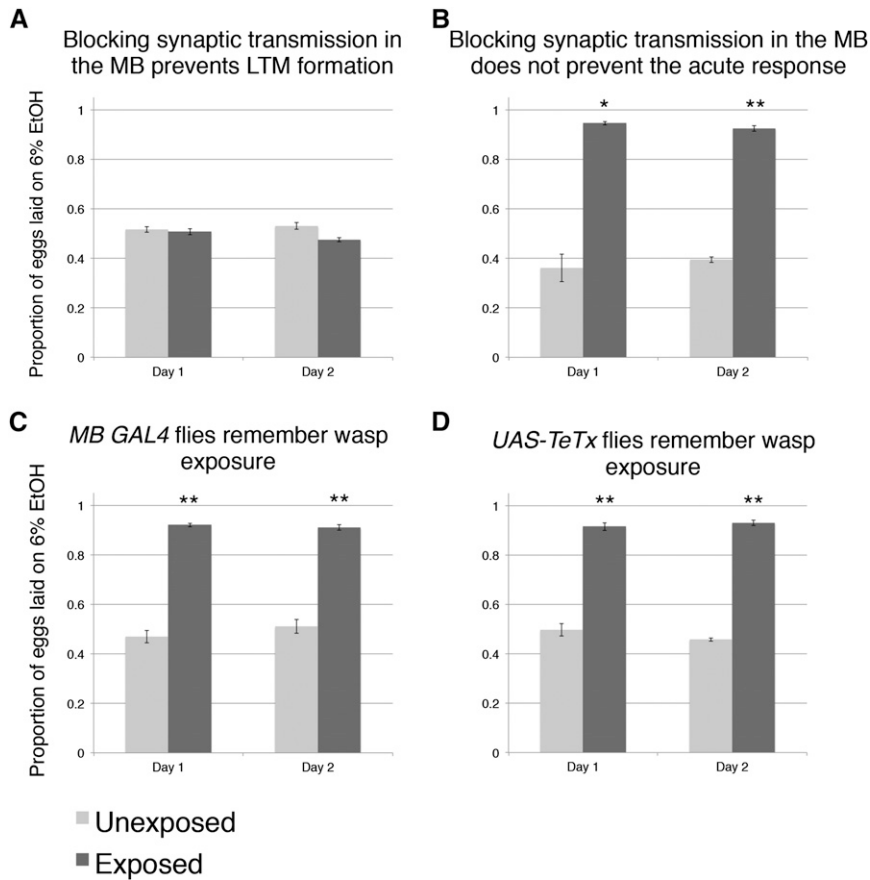 A
Blocking synaptic transmission in
the MB prevents LTM formation
Proportion of eggs laid on 6% EtOH
1
0.8
0.6
0.4
0.2
0
Day 1
Day 2
B
Blocking synaptic transmission in the MB
does not prevent the acute response
1
0.8
0.6
0.4
0.2
0
*
**
Day 1
Day 2
C
MB GAL4 flies remember wasp
exposure
Proportion of eggs laid on 6% EtOH
1
0.8
0.6
0.4
0.2
0
**
**
Day 1
Day 2
D
UAS-TeTx flies remember wasp
exposure
1
0.8
0.6
0.4
0.2
0
**
**
Day 1
Day 2
Unexposed
Exposed